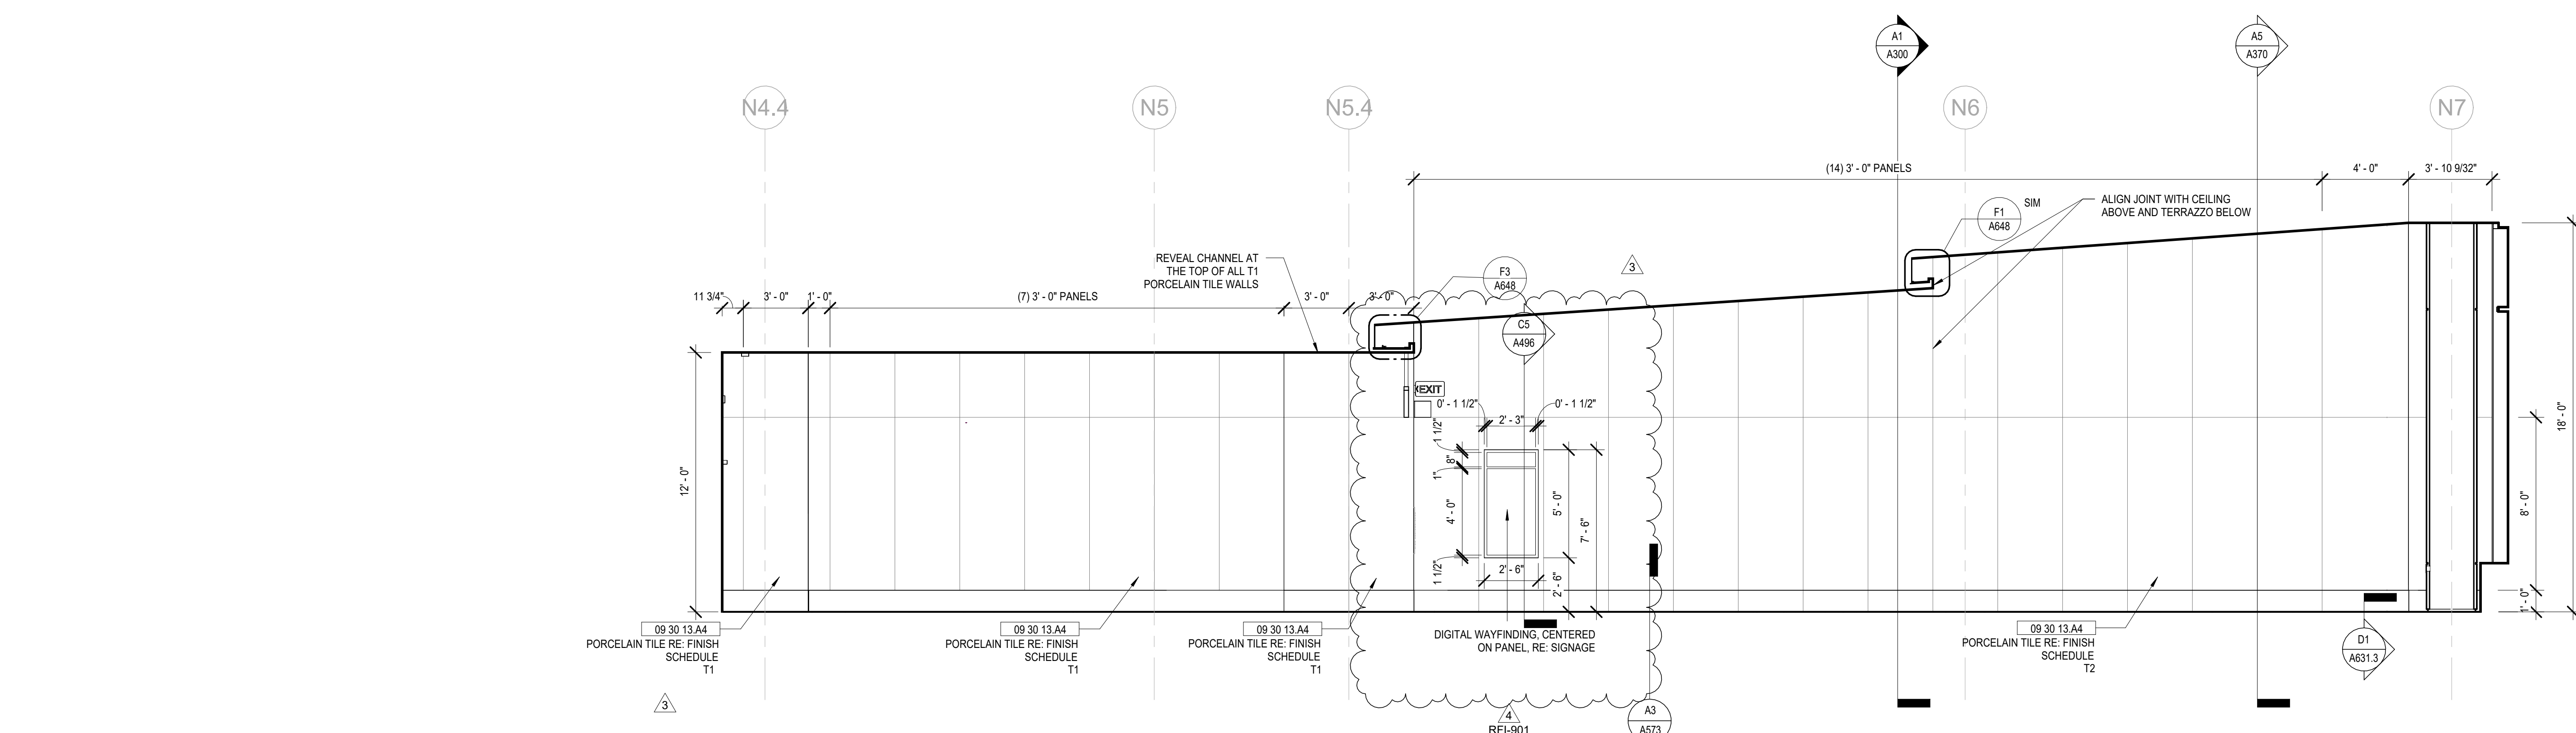 A1
A300
A5
A370
N4.4
N5
N5.4
N6
N7
(14) 3' - 0" PANELS
4' - 0"
3' - 10 9/32"
F1
A648
SIM
ALIGN JOINT WITH CEILING
ABOVE AND TERRAZZO BELOW
REVEAL CHANNEL AT
THE TOP OF ALL T1
PORCELAIN TILE WALLS
F3
A648
3
11 3/4"
3' - 0"
1' - 0"
(7) 3' - 0" PANELS
3' - 0"
3' - 0"
C5
A496
EXIT
0' - 1 1/2"
0' - 1 1/2"
2' - 3"
1 1/2"
8"
1"
4' - 0"
1 1/2"
5' - 0"
7' - 6"
2' - 6"
2' - 6"
12' - 0"
18' - 0"
8' - 0"
1' - 0"
09 30 13.A4
PORCELAIN TILE RE: FINISH
SCHEDULE
T1
09 30 13.A4
PORCELAIN TILE RE: FINISH
SCHEDULE
T1
09 30 13.A4
PORCELAIN TILE RE: FINISH
SCHEDULE
T1
DIGITAL WAYFINDING, CENTERED
ON PANEL, RE: SIGNAGE
09 30 13.A4
PORCELAIN TILE RE: FINISH
SCHEDULE
T2
D1
A631.3
3
4
RFI-901
A3
A573